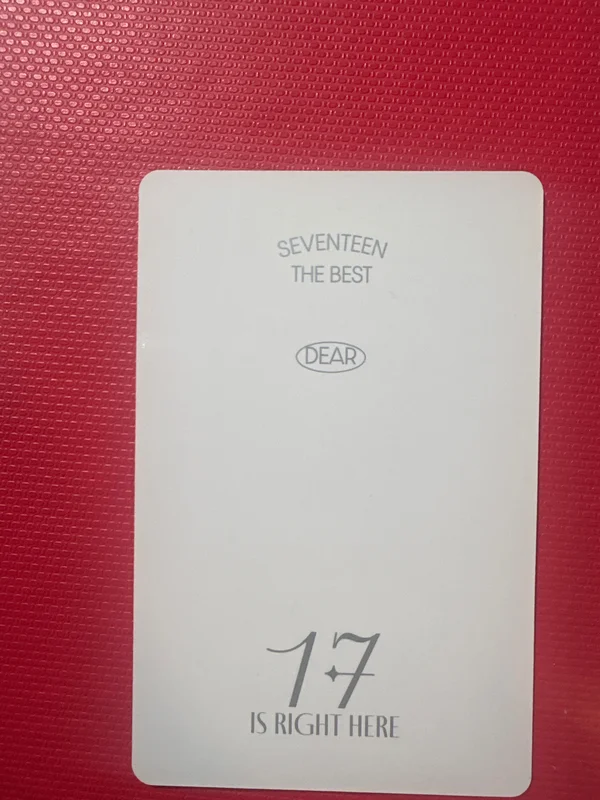 SEVENTEEN
THE BEST
DEAR
17
IS RIGHT HERE